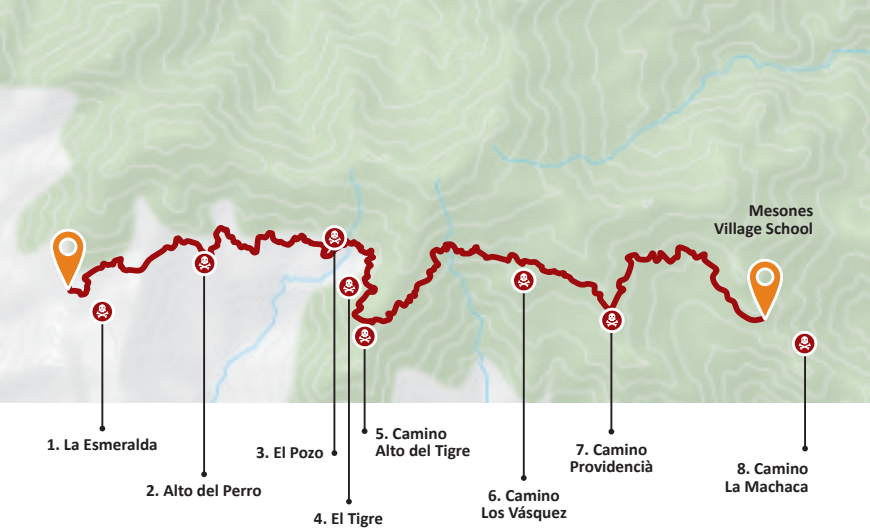 Mesones
Village School
1. La Esmeralda
2. Alto del Perro
3. El Pozo
4. El Tigre
5. Camino
Alto del Tigre
6. Camino
Los Vásquez
7. Camino
Providencià
8. Camino
La Machaca